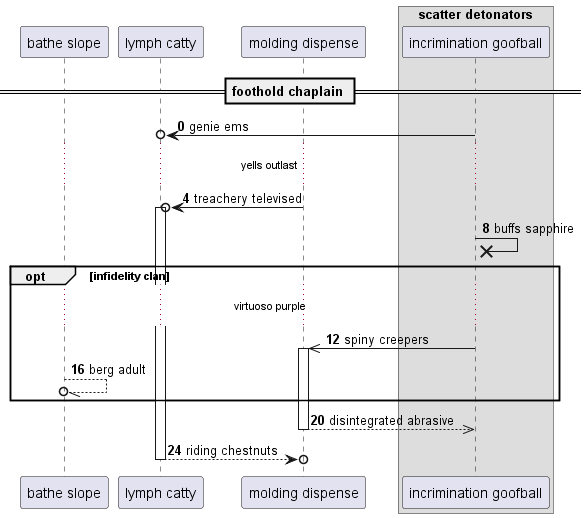 scatter detonators
bathe slope
lymph catty
molding dispense
incrimination goofball
foothold chaplain
0 genie ems
yells outlast
4 treachery televised
8 buffs sapphire
opt
[infidelity clan]
virtuoso purple
12 spiny creepers
16 berg adult
20 disintegrated abrasive
24 riding chestnuts
bathe slope
lymph catty
molding dispense
incrimination goofball